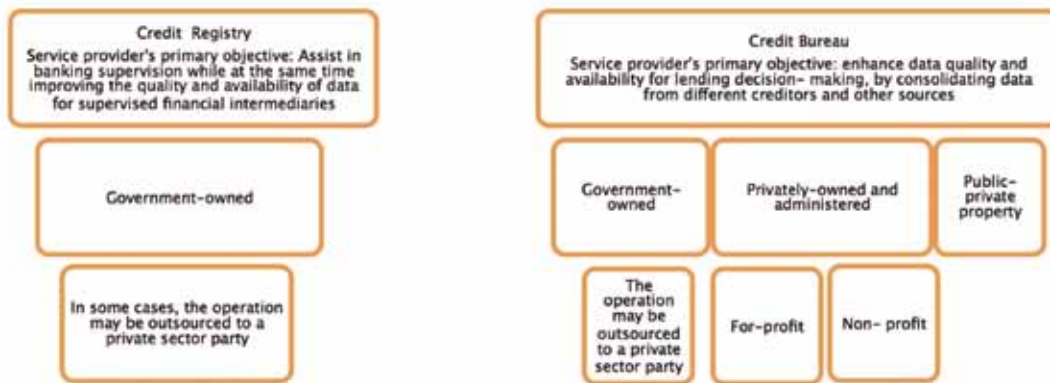 Credit Registry
Service provider's primary objective: Assist in
banking supervision while at the same time
improving the quality and availability of data
for supervised financial intermediaries
Government-owned
In some cases, the operation
may be outsourced to a
private sector party
Credit Bureau
Service provider's primary objective: enhance data quality and
availability for lending decision- making, by consolidating data
from different creditors and other sources
Government-
owned
Privately-owned and
administered
Public-
private
property
The
operation
may be
outsourced
to a private
sector party
For-profit
Non- profit